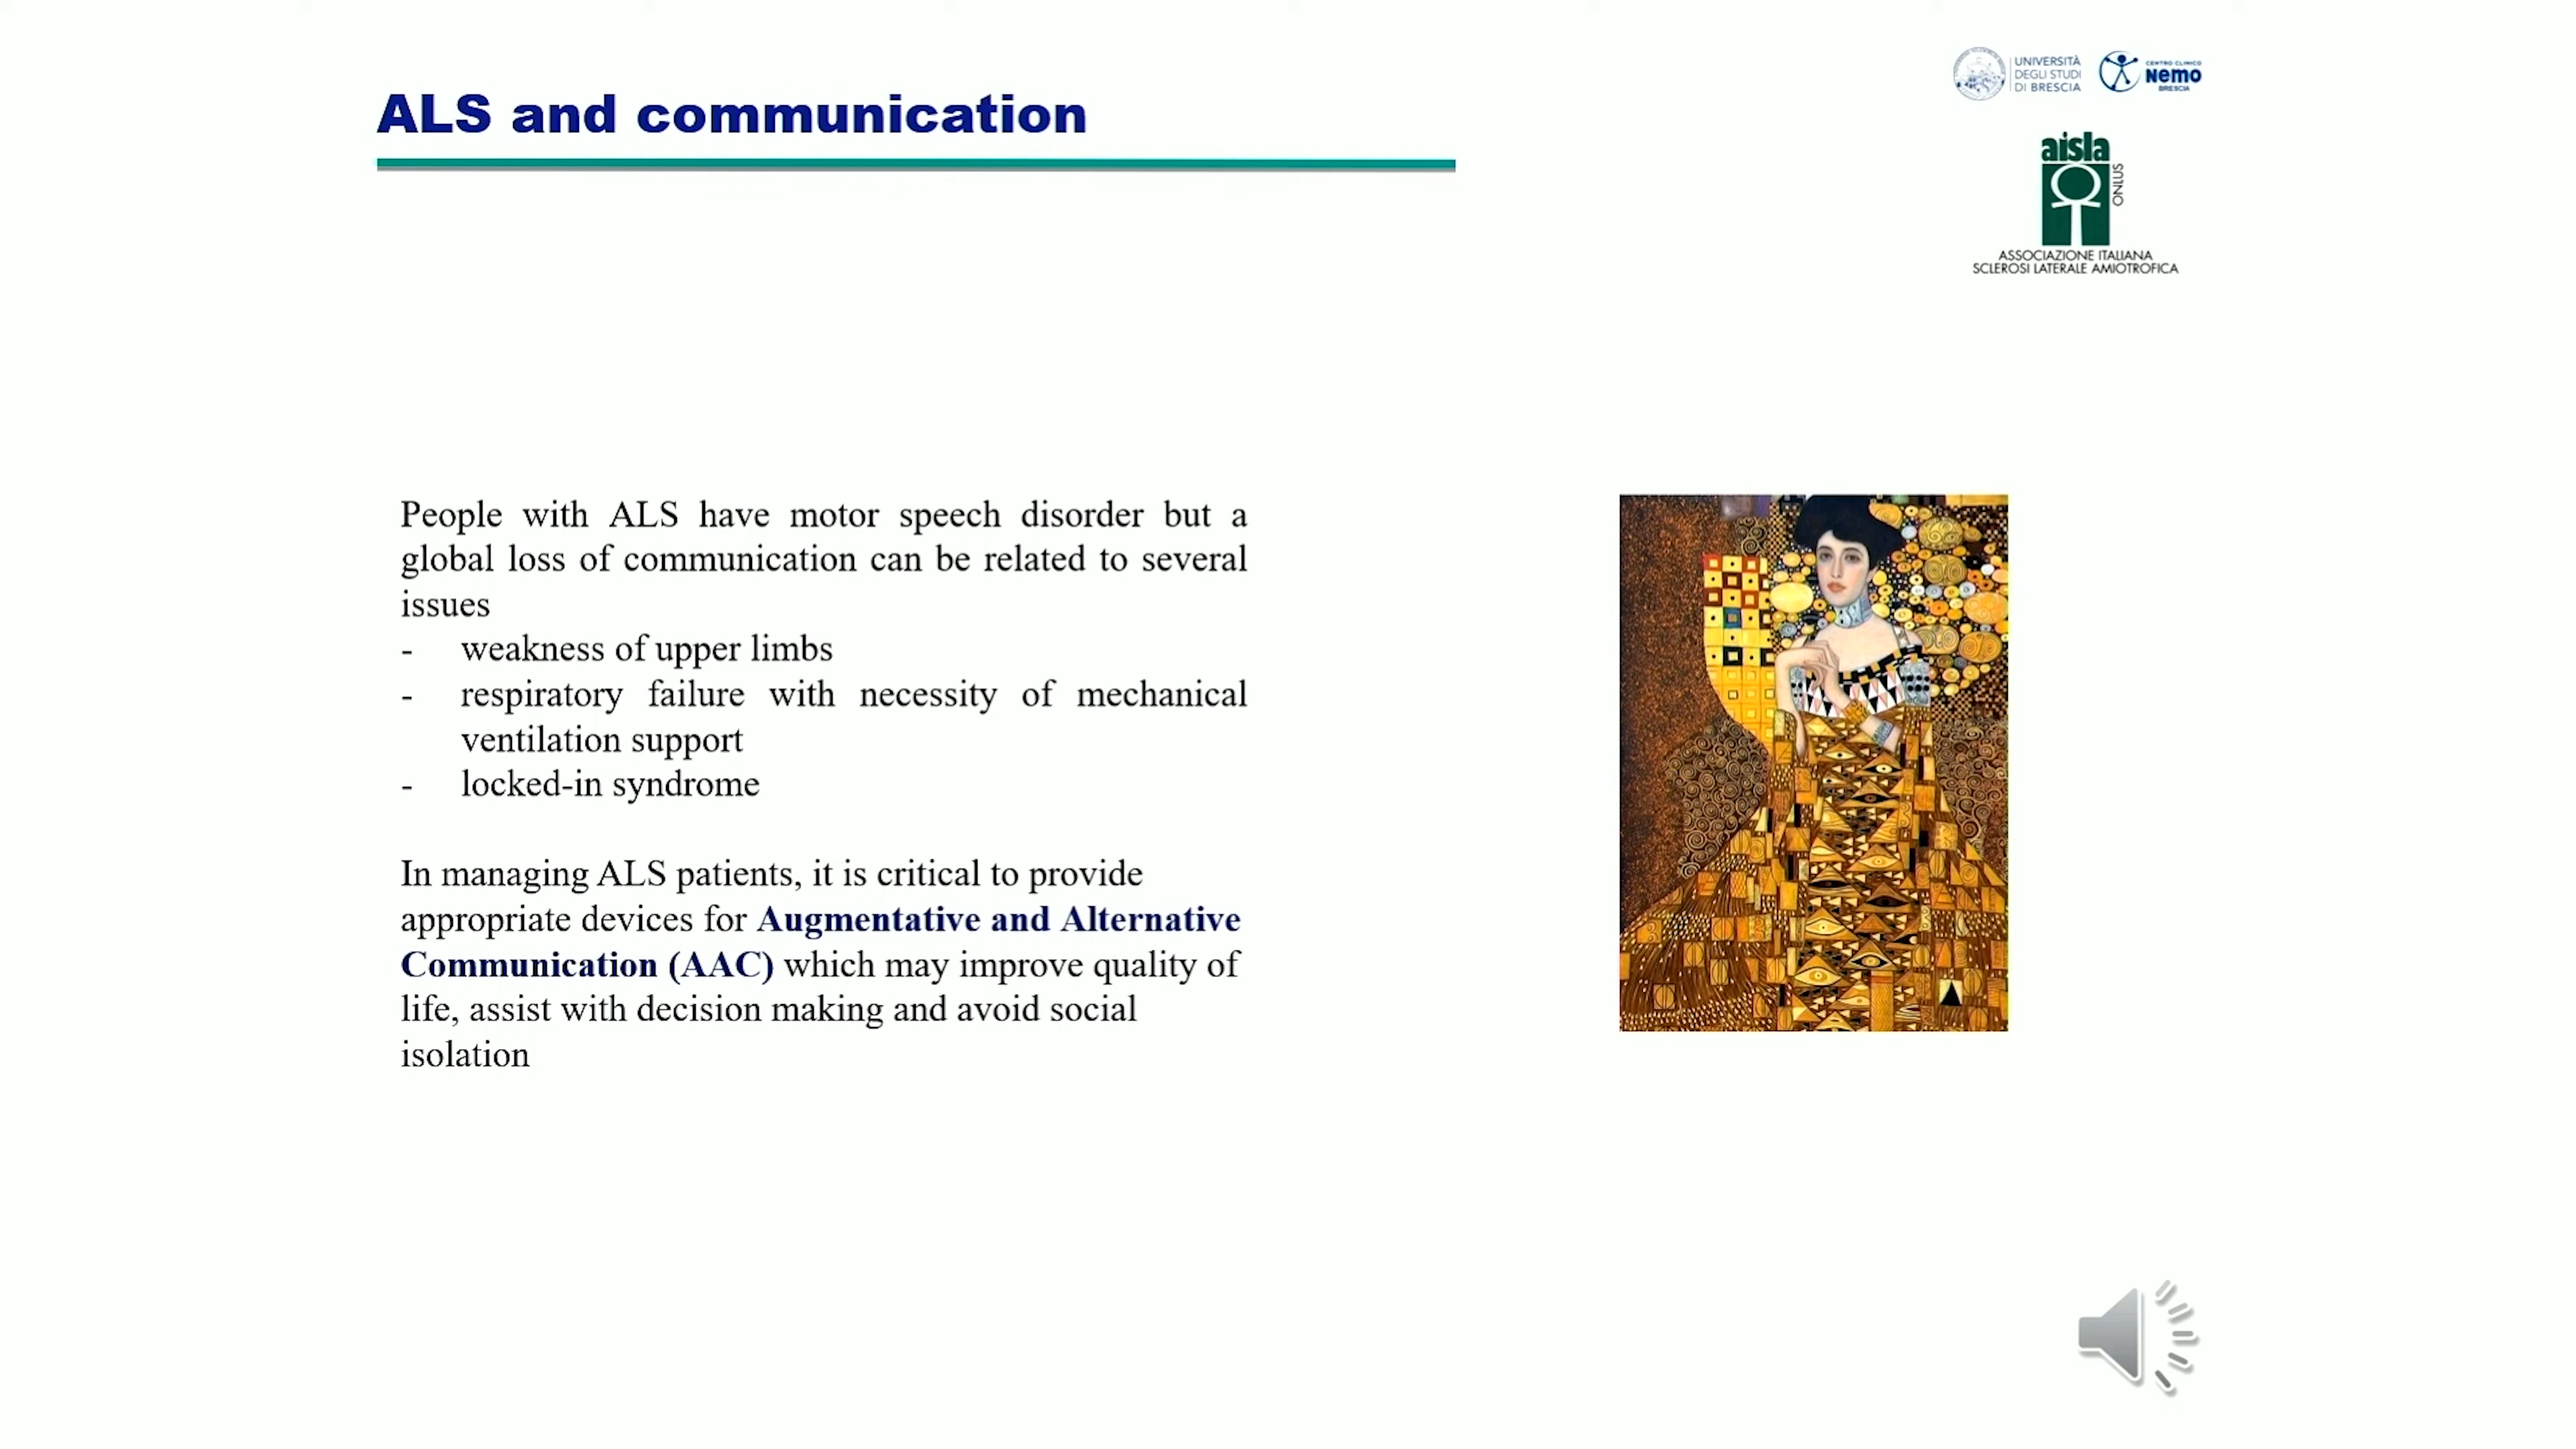 ALS and communication
UNIVERSITÀ
DEGLI STUDI
DI BRESCIA
CENTRO CLINICO
NEMO
BRESCIA
aisla
ONLUS
ASSOCIAZIONE ITALIANA
SCLEROSI LATERALE AMIOTROFICA
People with ALS have motor speech disorder but a
global loss of communication can be related to several
issues
- weakness of upper limbs
- respiratory failure with necessity of mechanical
ventilation support
- locked-in syndrome
In managing ALS patients, it is critical to provide
appropriate devices for Augmentative and Alternative
Communication (AAC) which may improve quality of
life, assist with decision making and avoid social
isolation